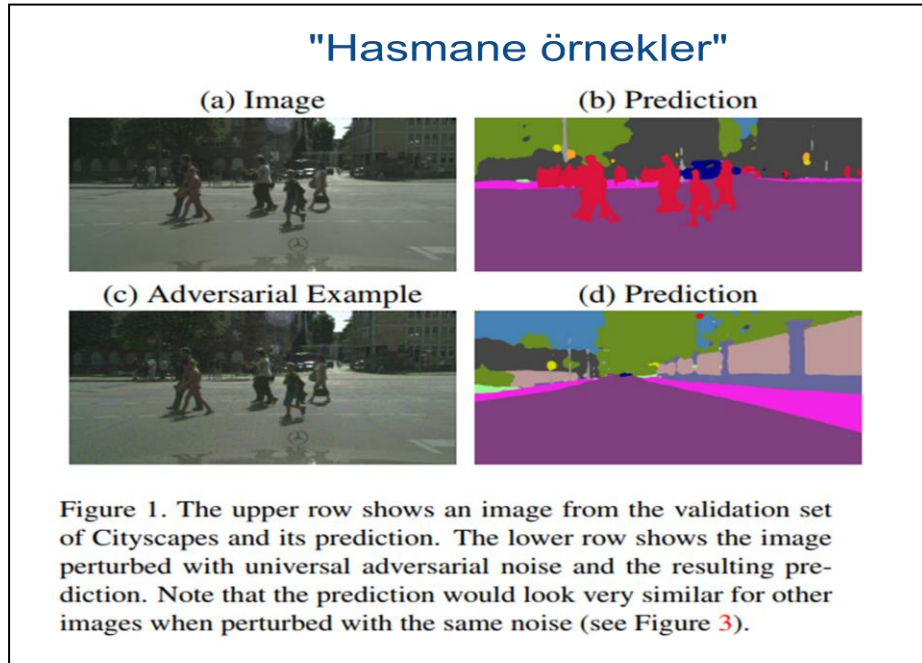 "Hasmane örnekler"
(a) Image
(b) Prediction
(c) Adversarial Example
(d) Prediction
Figure 1. The upper row shows an image from the validation set
of Cityscapes and its prediction. The lower row shows the image
perturbed with universal adversarial noise and the resulting pre-
diction. Note that the prediction would look very similar for other
images when perturbed with the same noise (see Figure 3).